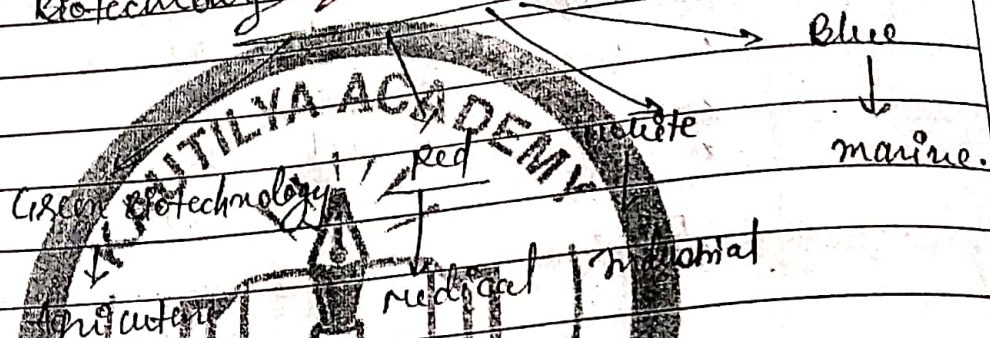 Biotechnology
Blue
KAUTILYA ACADEMY
white
Red
marine.
Green Biotechnology
Industrial
Medical
Agriculture